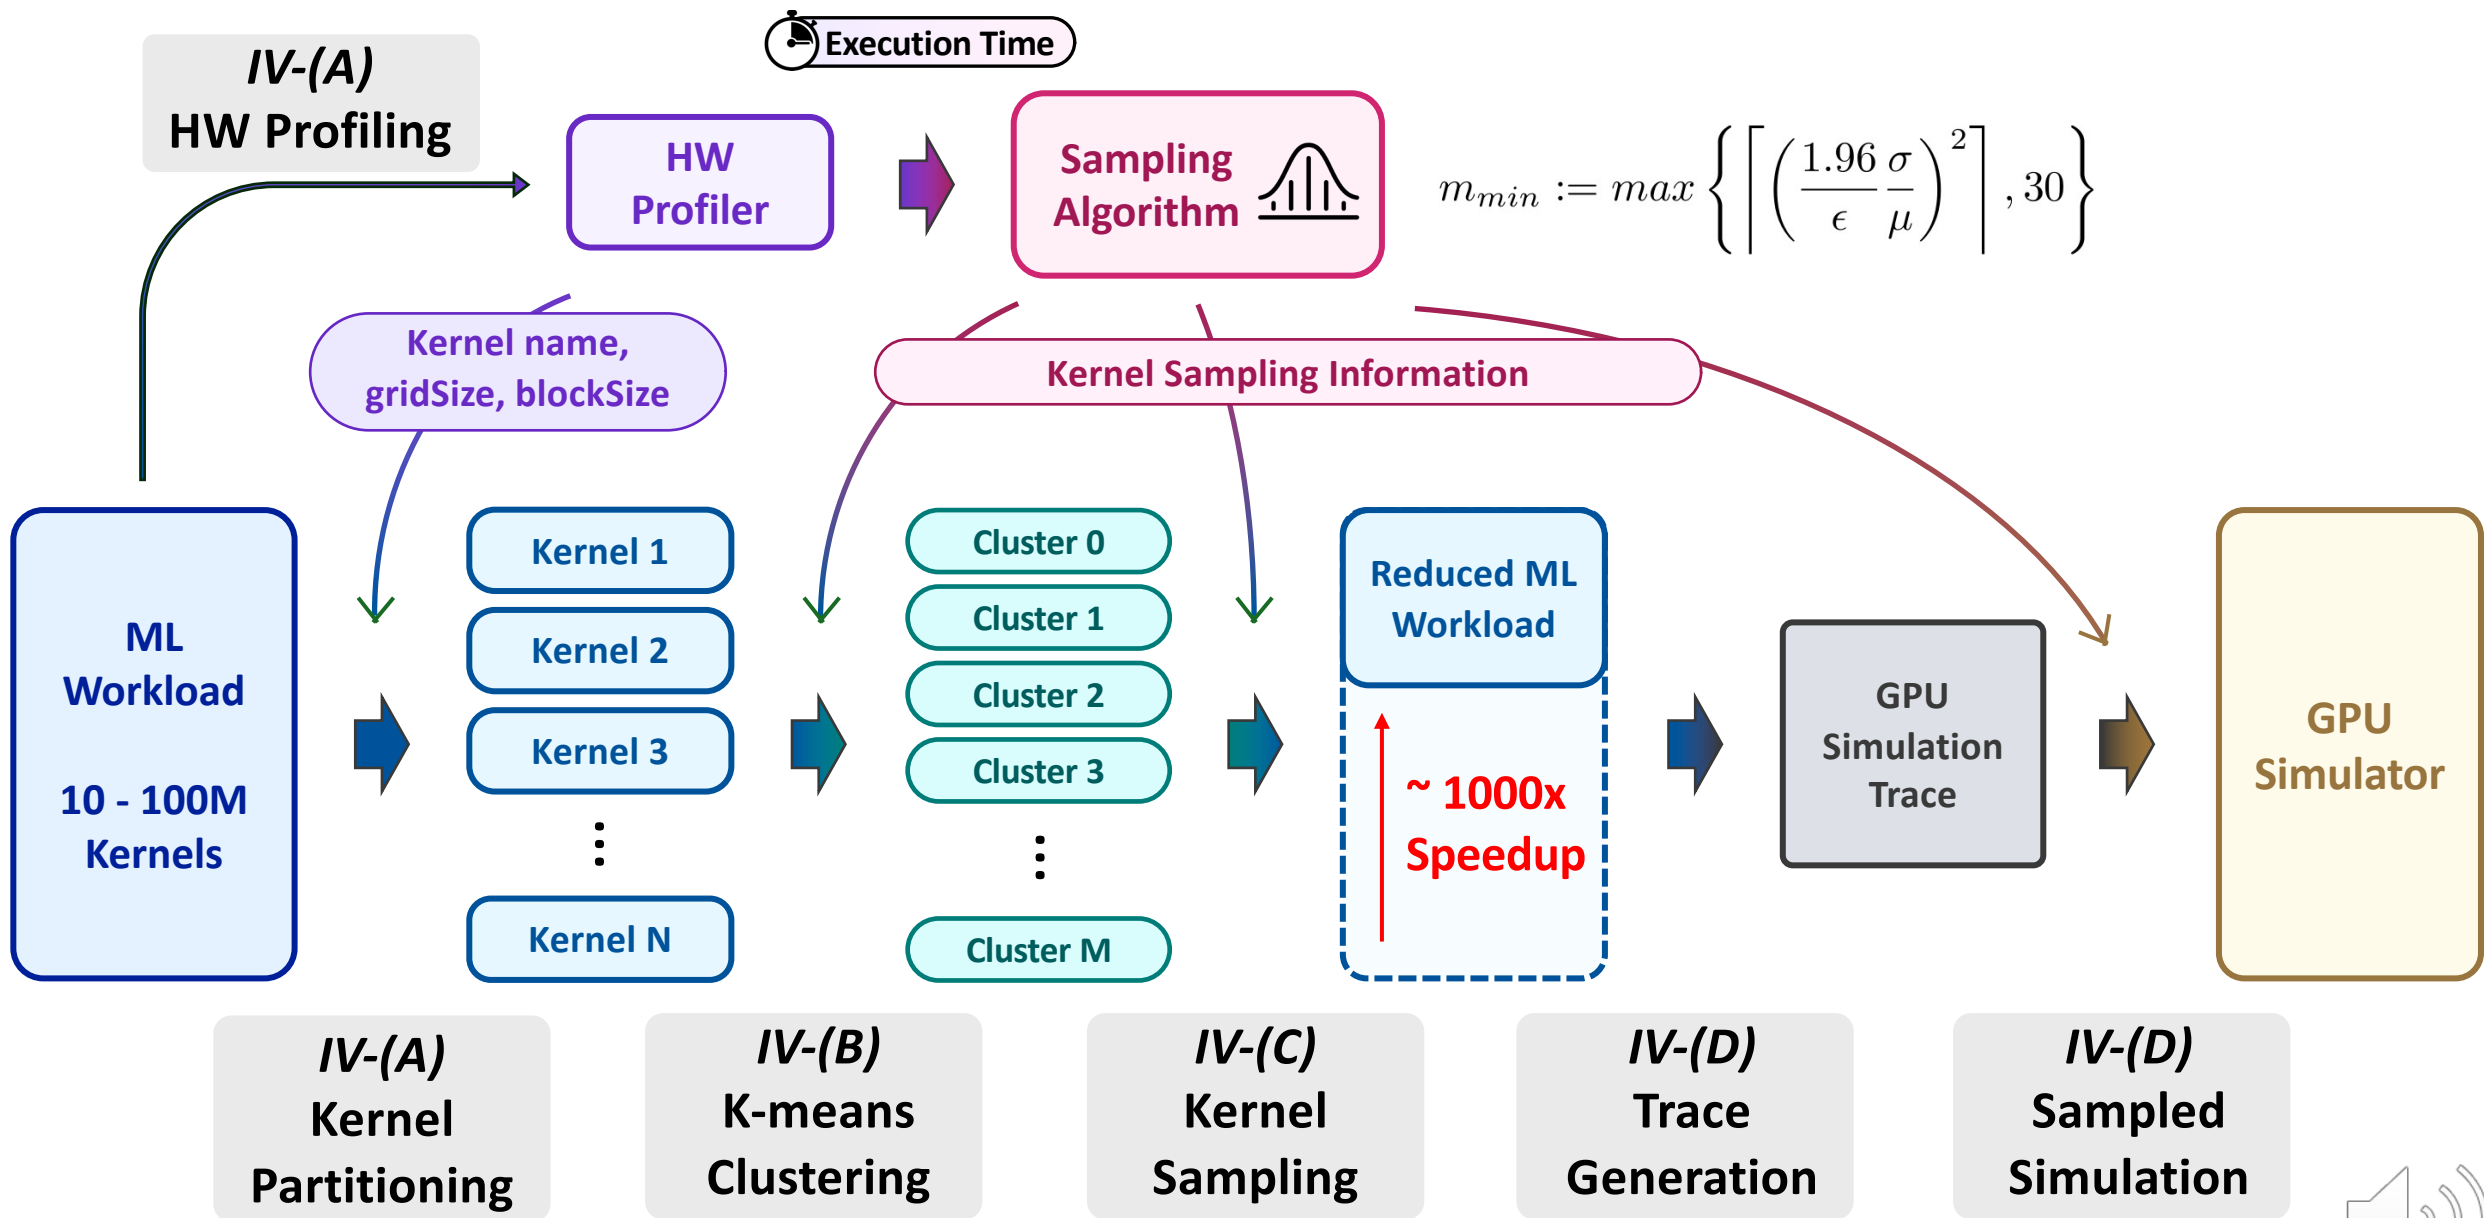 IV-(A)
HW Profiling
Execution Time
HW
Profiler
Sampling
Algorithm
m_{min} := max { ⌈ ( 1.96/ϵ σ/μ )^2 ⌉ , 30 }
Kernel name,
gridSize, blockSize
Kernel Sampling Information
ML
Workload
10 - 100M
Kernels
Kernel 1
Kernel 2
Kernel 3
⋮
Kernel N
Cluster 0
Cluster 1
Cluster 2
Cluster 3
⋮
Cluster M
Reduced ML
Workload
~ 1000x
Speedup
GPU
Simulation
Trace
GPU
Simulator
IV-(A)
Kernel
Partitioning
IV-(B)
K-means
Clustering
IV-(C)
Kernel
Sampling
IV-(D)
Trace
Generation
IV-(D)
Sampled
Simulation